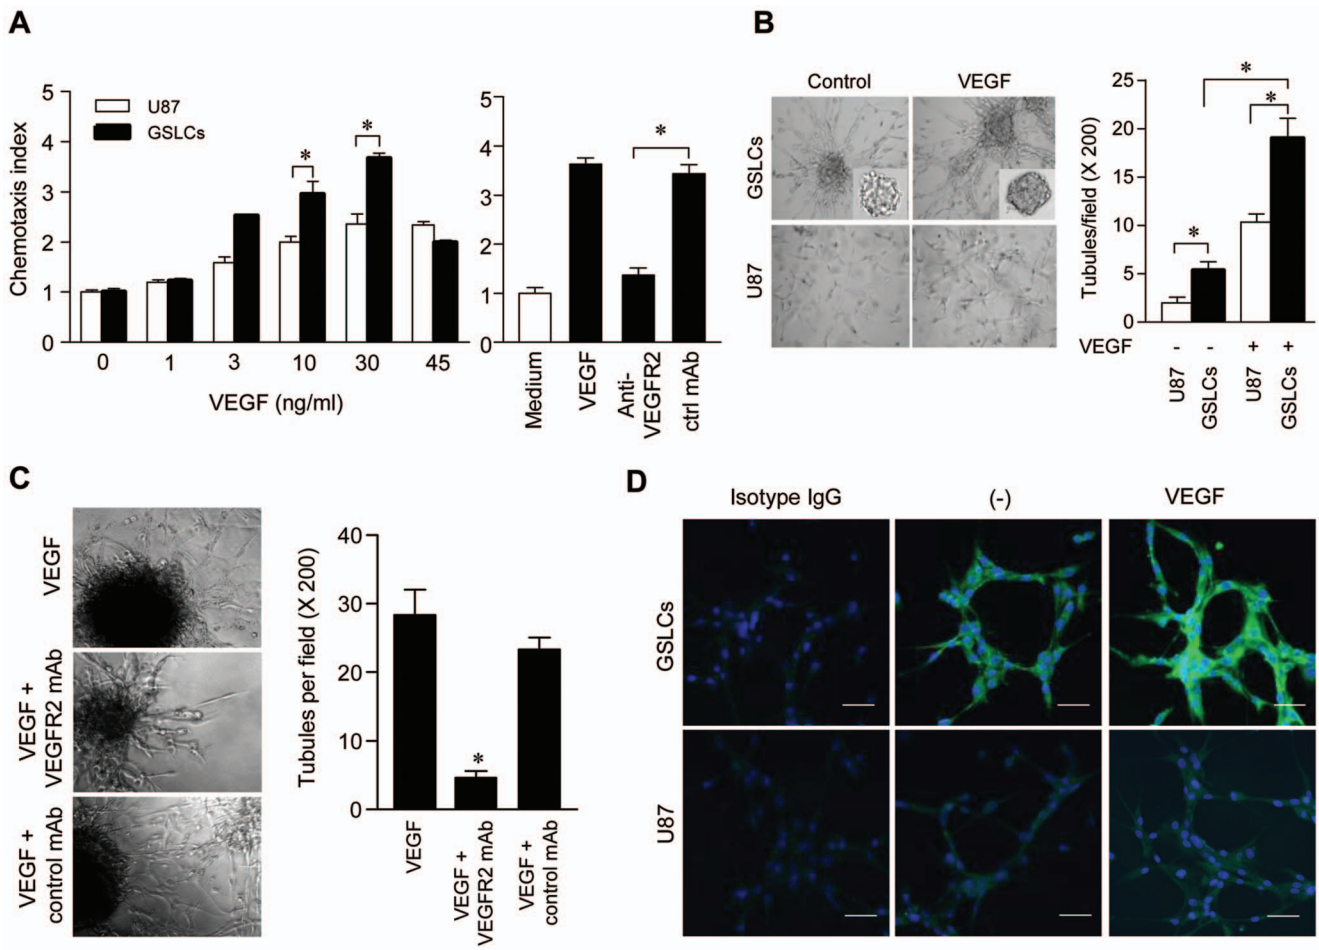 A
5
4
3
2
1
0
Chemotaxis index
U87
GSLCs
*
*
0 1 3 10 30 45
VEGF (ng/ml)
5
4
3
2
1
0
*
Medium
VEGF
Anti-
VEGFR2
ctrl mAb
B
Control VEGF
GSLCs
U87
Tubules/field (X 200)
25
20
15
10
5
0
*
*
*
VEGF - - + +
U87
GSLCs
U87
GSLCs
C
VEGF
VEGF +
VEGFR2 mAb
VEGF +
control mAb
Tubules per field (X 200)
40
30
20
10
0
*
VEGF
VEGF +
VEGFR2 mAb
VEGF +
control mAb
D
Isotype IgG (-) VEGF
GSLCs
U87